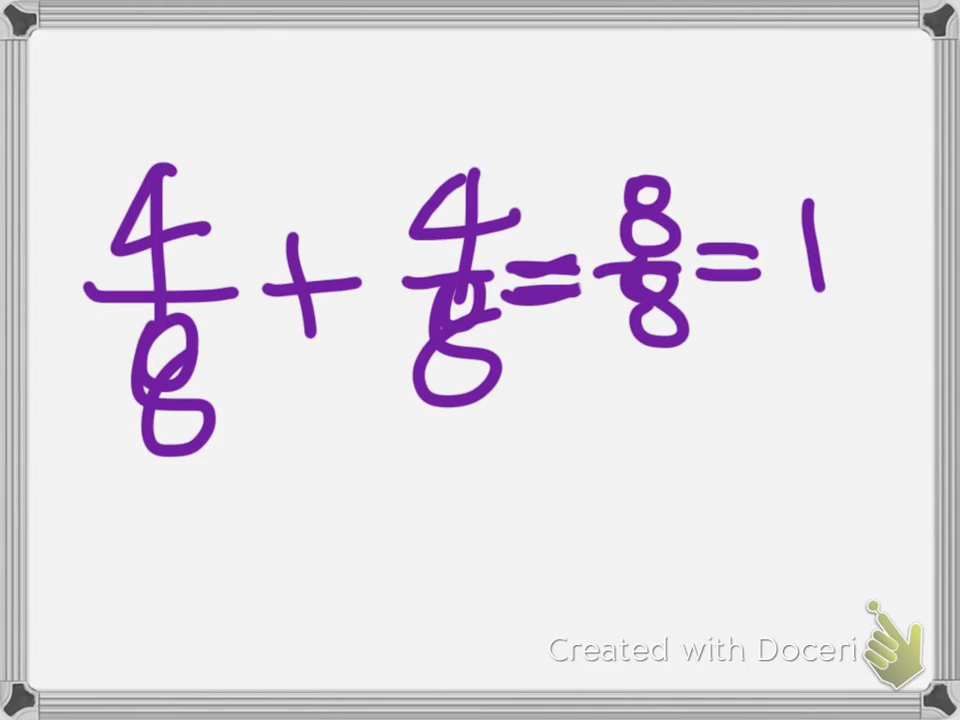 4/8 + 4/8 = 8/8 = 1
Created with Doceri